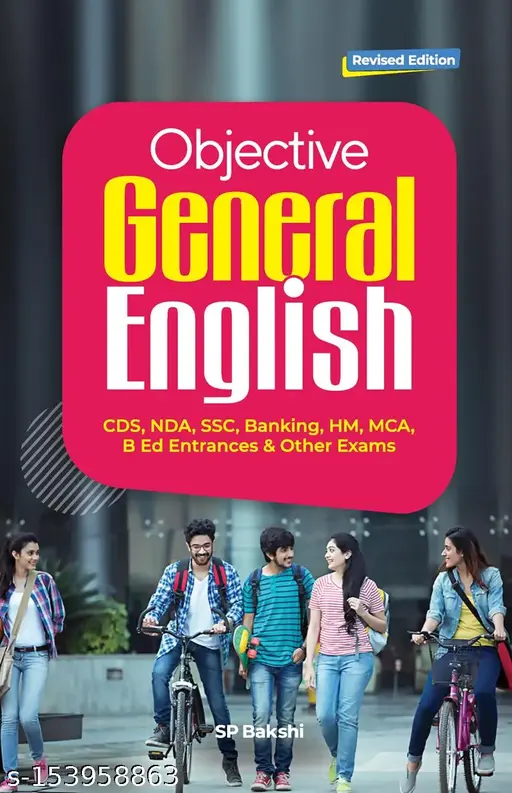 Revised Edition
Objective
General
English
CDS, NDA, SSC, Banking, HM, MCA,
B Ed Entrances & Other Exams
SP Bakshi
s-153958863